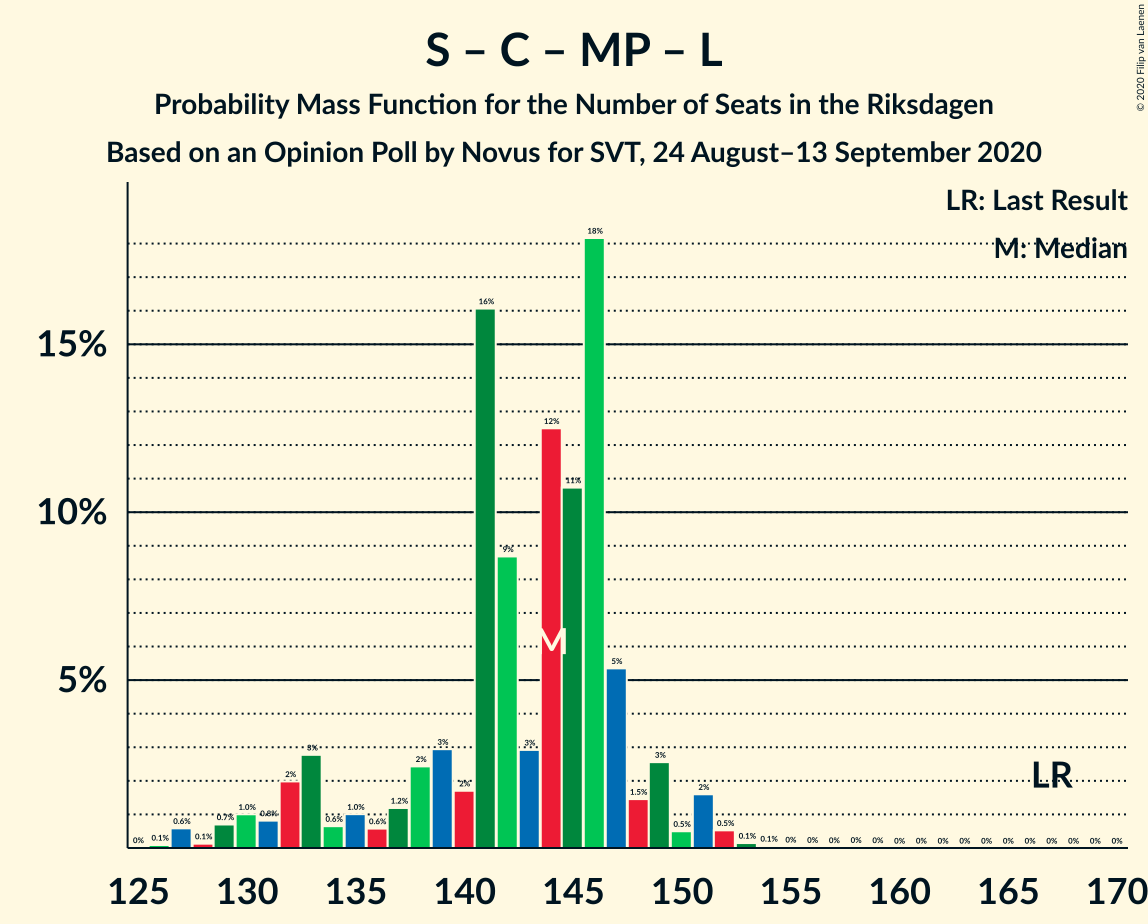 S – C – MP – L
Probability Mass Function for the Number of Seats in the Riksdagen
Based on an Opinion Poll by Novus for SVT, 24 August–13 September 2020
© 2020 Filip van Laenen
LR: Last Result
M: Median
15%
10%
5%
0% 0.1% 0.6% 0.1% 0.7% 1.0% 0.8% 2% 3% 0.6% 1.0% 0.6% 1.2% 2% 3% 2% 16% 9% 3% 12% 11% 18% 5% 1.5% 3% 0.5% 2% 0.5% 0.1% 0.1% 0% 0% 0% 0% 0% 0% 0% 0% 0% 0% 0% 0% 0% 0% 0% 0%
M
LR
125 130 135 140 145 150 155 160 165 170